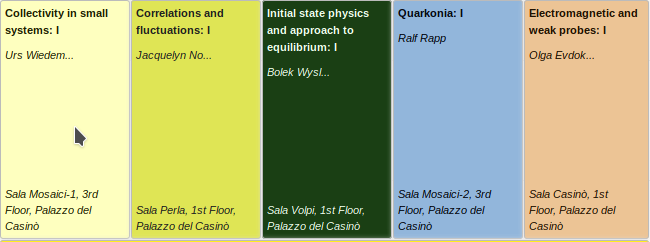 Collectivity in small
systems: I
Urs Wiedem...
Sala Mosaici-1, 3rd
Floor, Palazzo del
Casinò
Correlations and
fluctuations: I
Jacquelyn No...
Sala Perla, 1st Floor,
Palazzo del Casinò
Initial state physics
and approach to
equilibrium: I
Bolek Wysl...
Sala Volpi, 1st Floor,
Palazzo del Casinò
Quarkonia: I
Ralf Rapp
Sala Mosaici-2, 3rd
Floor, Palazzo del
Casinò
Electromagnetic and
weak probes: I
Olga Evdok...
Sala Casinò, 1st
Floor, Palazzo del
Casinò